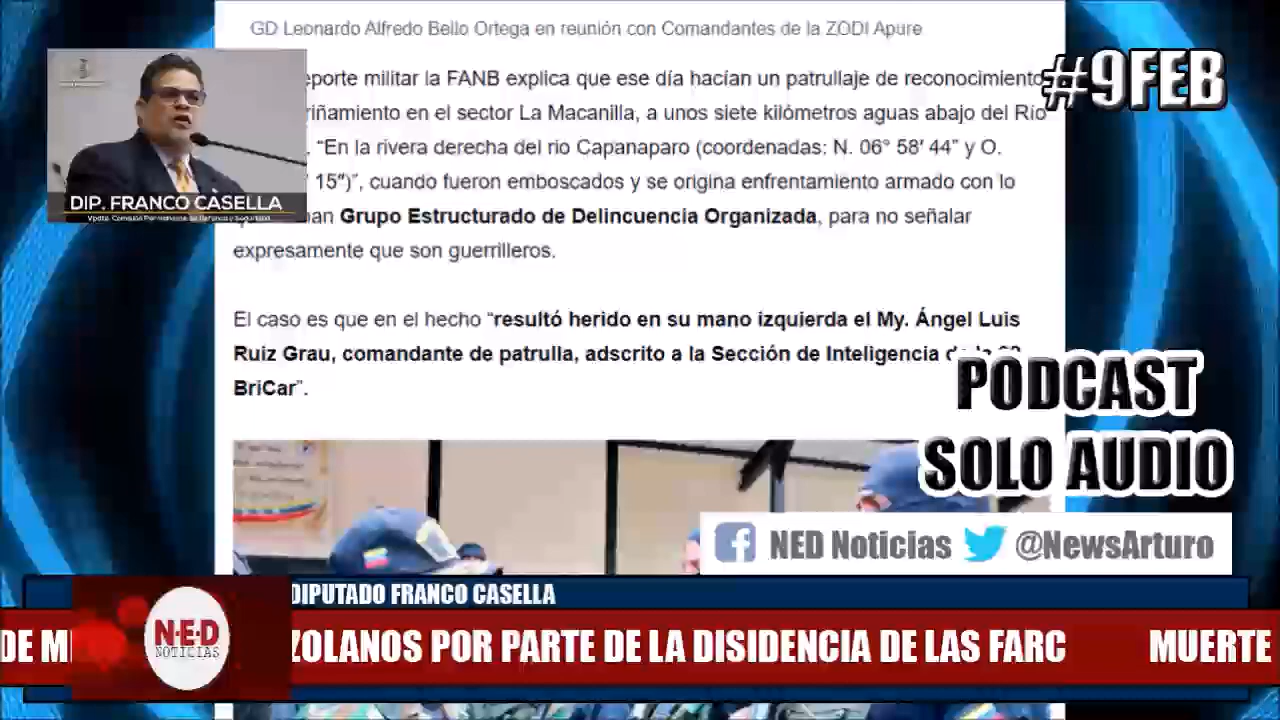 GD Leonardo Alfredo Bello Ortega en reunión con Comandantes de la ZODI Apure
#9FEB
eporte militar la FANB explica que ese día hacían un patrullaje de reconocimiento
riñamiento en el sector La Macanilla, a unos siete kilómetros aguas abajo del Río
. “En la rivera derecha del rio Capanaparo (coordenadas: N. 06° 58′ 44” y O.
15″)”, cuando fueron emboscados y se origina enfrentamiento armado con lo
an Grupo Estructurado de Delincuencia Organizada, para no señalar
expresamente que son guerrilleros.
DIP. FRANCO CASELLA
El caso es que en el hecho “resultó herido en su mano izquierda el My. Ángel Luis
Ruiz Grau, comandante de patrulla, adscrito a la Sección de Inteligencia
BriCar”.
PODCAST
SOLO AUDIO
NED Noticias @NewsArturo
DIPUTADO FRANCO CASELLA
DE M ZOLANOS POR PARTE DE LA DISIDENCIA DE LAS FARC MUERTE
N·E·D
NOTICIAS